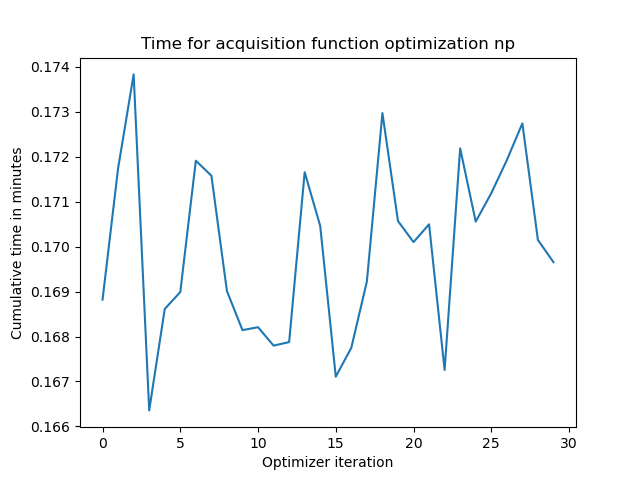 Time for acquisition function optimization np
Cumulative time in minutes
0.174
0.173
0.172
0.171
0.170
0.169
0.168
0.167
0.166
0 5 10 15 20 25 30
Optimizer iteration